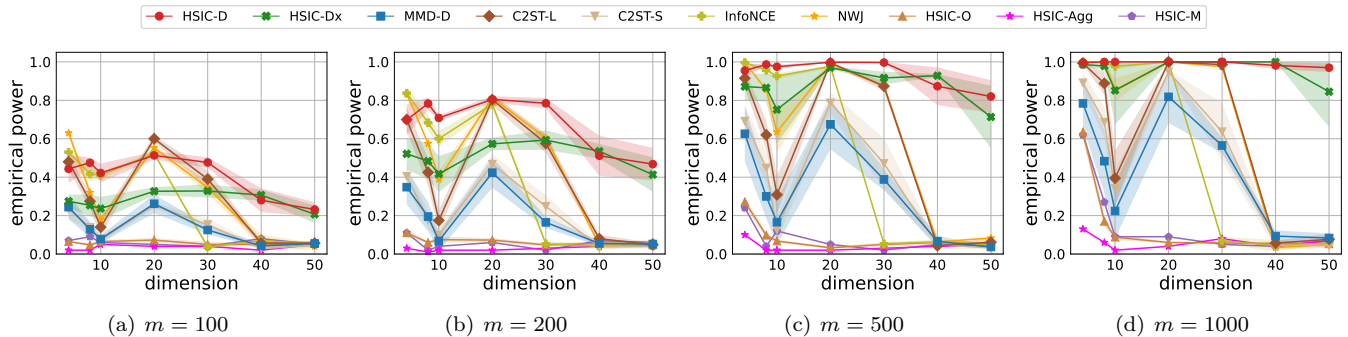 HSIC-D HSIC-Dx MMD-D C2ST-L C2ST-S InfoNCE NWJ HSIC-O HSIC-Agg HSIC-M
empirical power
1.0
0.8
0.6
0.4
0.2
0.0
10 20 30 40 50
dimension
(a) m = 100
empirical power
1.0
0.8
0.6
0.4
0.2
0.0
10 20 30 40 50
dimension
(b) m = 200
empirical power
1.0
0.8
0.6
0.4
0.2
0.0
10 20 30 40 50
dimension
(c) m = 500
empirical power
1.0
0.8
0.6
0.4
0.2
0.0
10 20 30 40 50
dimension
(d) m = 1000